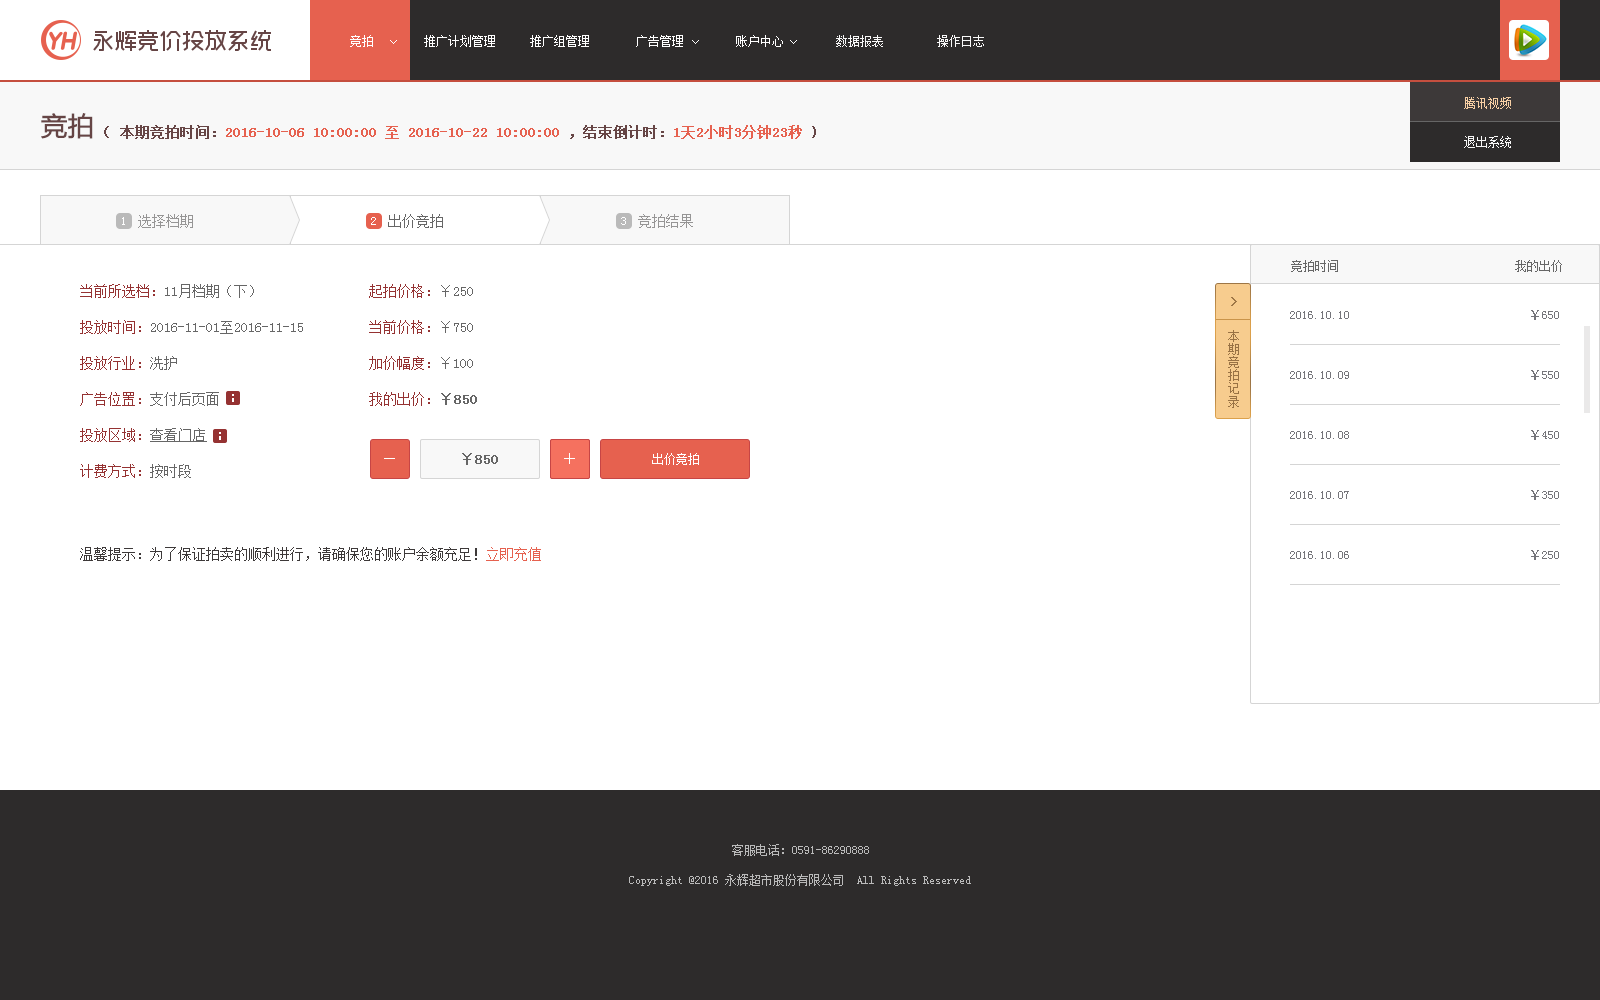 YH 永辉竞价投放系统
竞拍 推广计划管理 推广组管理 广告管理 账户中心 数据报表 操作日志
腾讯视频
退出系统
竞拍 ( 本期竞拍时间：2016-10-06 10:00:00 至 2016-10-22 10:00:00 ，结束倒计时：1天2小时3分钟23秒 )
1 选择档期 2 出价竞拍 3 竞拍结果
当前所选档：11月档期（下）
投放时间：2016-11-01至2016-11-15
投放行业：洗护
广告位置：支付后页面
投放区域：查看门店
计费方式：按时段
起拍价格：￥250
当前价格：￥750
加价幅度：￥100
我的出价：￥850
－ ￥850 ＋ 出价竞拍
温馨提示：为了保证拍卖的顺利进行，请确保您的账户余额充足！立即充值
本期竞拍记录
竞拍时间 我的出价
2016.10.10 ￥650
2016.10.09 ￥550
2016.10.08 ￥450
2016.10.07 ￥350
2016.10.06 ￥250
客服电话：0591-86290888
Copyright @2016 永辉超市股份有限公司 All Rights Reserved